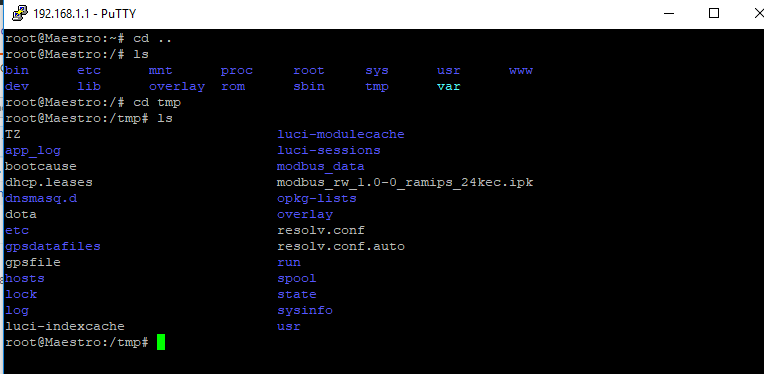 192.168.1.1 - PuTTY
root@Maestro:~# cd ..
root@Maestro:/# ls
bin etc mnt proc root sys usr www
dev lib overlay rom sbin tmp var
root@Maestro:/# cd tmp
root@Maestro:/tmp# ls
TZ luci-modulecache
app_log luci-sessions
bootcause modbus_data
dhcp.leases modbus_rw_1.0-0_ramips_24kec.ipk
dnsmasq.d opkg-lists
dota overlay
etc resolv.conf
gpsdatafiles resolv.conf.auto
gpsfile run
hosts spool
lock state
log sysinfo
luci-indexcache usr
root@Maestro:/tmp#